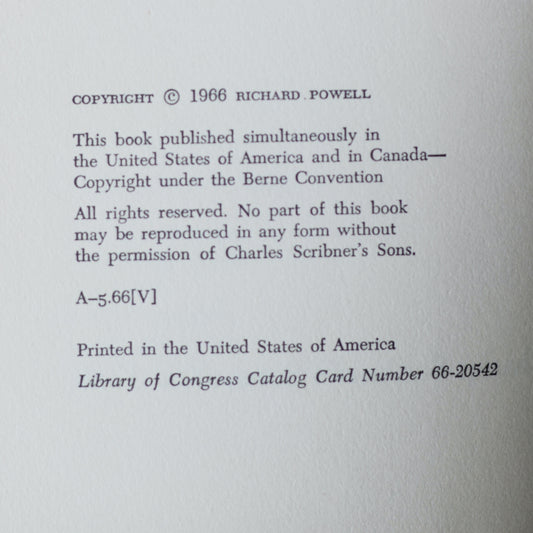 COPYRIGHT © 1966 RICHARD POWELL
This book published simultaneously in
the United States of America and in Canada—
Copyright under the Berne Convention
All rights reserved. No part of this book
may be reproduced in any form without
the permission of Charles Scribner's Sons.
A–5.66[V]
Printed in the United States of America
Library of Congress Catalog Card Number 66-20542